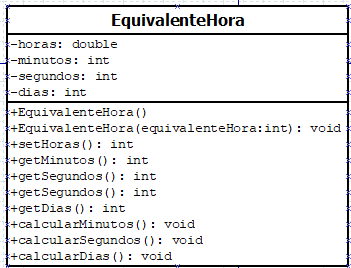 EquivalenteHora
-horas: double
-minutos: int
-segundos: int
-dias: int
+EquivalenteHora()
+EquivalenteHora(equivalenteHora:int): void
+setHoras(): int
+getMinutos(): int
+getSegundos(): int
+getSegundos(): int
+getDias(): int
+calcularMinutos(): void
+calcularSegundos(): void
+calcularDias(): void